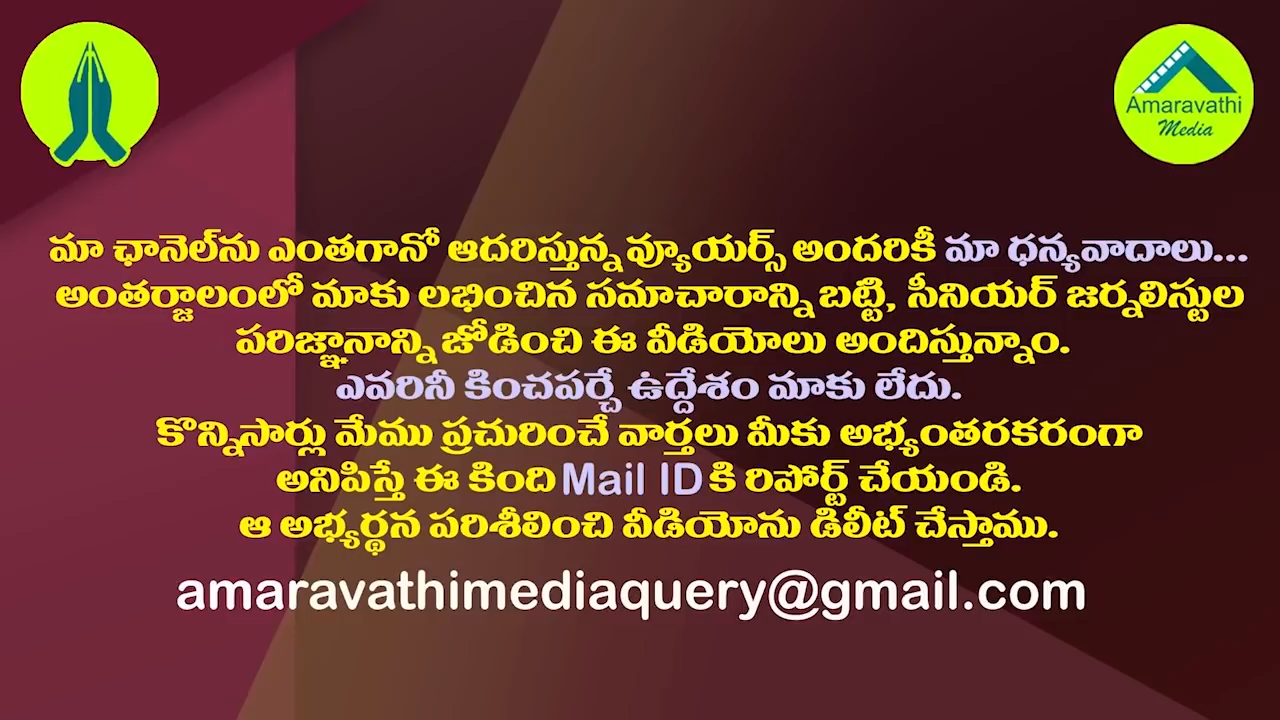 Amaravathi
Media
మా ఛానెల్‌ను ఎంతగానో ఆదరిస్తున్న వ్యూయర్స్ అందరికీ మా ధన్యవాదాలు...
అంతర్జాలంలో మాకు లభించిన సమాచారాన్ని బట్టి, సీనియర్ జర్నలిస్టుల
పరిజ్ఞానాన్ని జోడించి ఈ వీడియోలు అందిస్తున్నాం.
ఎవరినీ కించపర్చే ఉద్దేశం మాకు లేదు.
కొన్నిసార్లు మేము ప్రచురించే వార్తలు మీకు అభ్యంతరకరంగా
అనిపిస్తే ఈ కింది Mail ID కి రిపోర్ట్ చేయండి.
ఆ అభ్యర్థన పరిశీలించి వీడియోను డిలీట్ చేస్తాము.
amaravathimediaquery@gmail.com